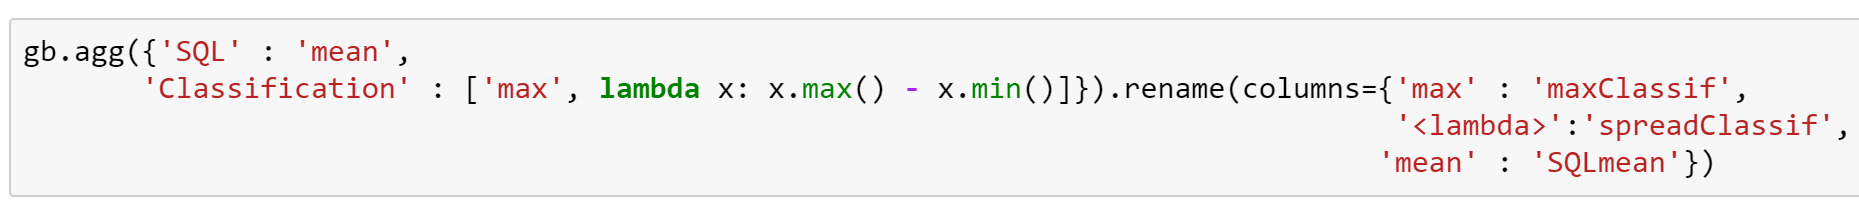 gb.agg({'SQL' : 'mean',
'Classification' : ['max', lambda x: x.max() - x.min()]}).rename(columns={'max' : 'maxClassif',
'<lambda>':'spreadClassif',
'mean' : 'SQLmean'})